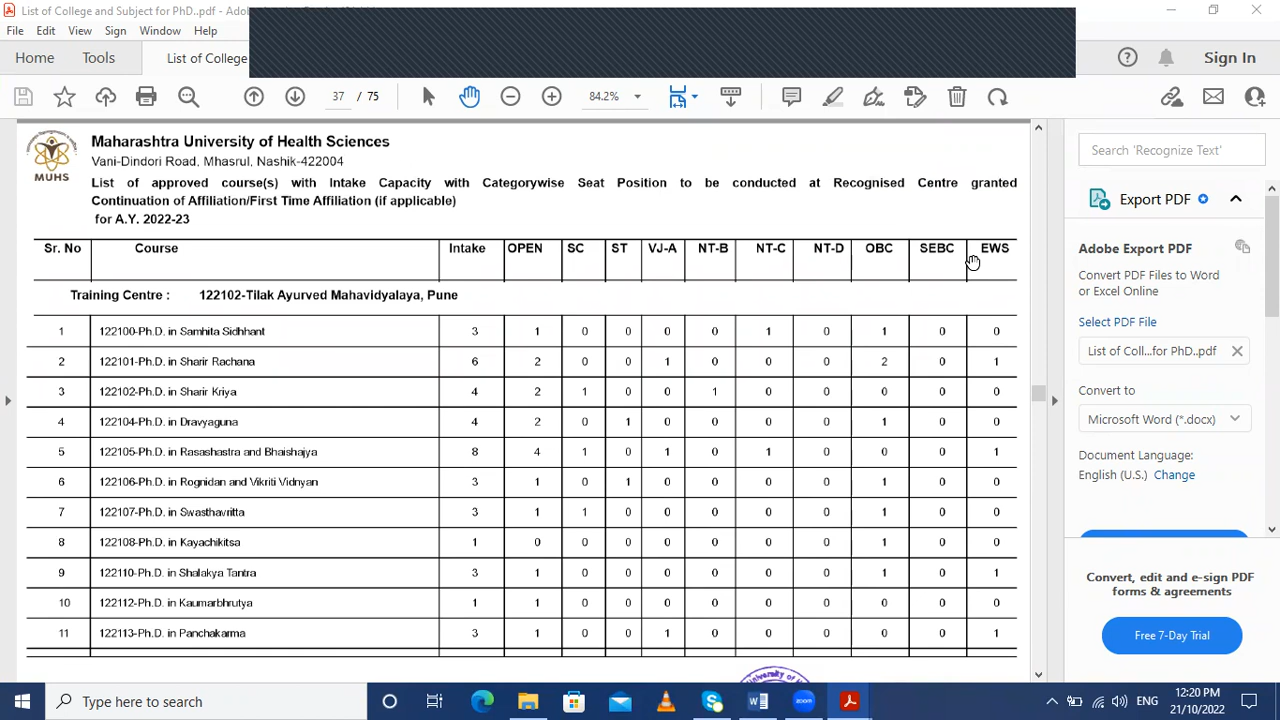 List of College and Subject for PhD..pdf - Adob
File Edit View Sign Window Help
Home Tools List of College Sign In
37 / 75 84.2%
MUHS
Maharashtra University of Health Sciences
Vani-Dindori Road, Mhasrul, Nashik-422004
List of approved course(s) with Intake Capacity with Categorywise Seat Position to be conducted at Recognised Centre granted
Continuation of Affiliation/First Time Affiliation (if applicable)
for A.Y. 2022-23
Sr. No Course Intake OPEN SC ST VJ-A NT-B NT-C NT-D OBC SEBC EWS
Training Centre : 122102-Tilak Ayurved Mahavidyalaya, Pune
1 122100-Ph.D. in Samhita Sidhhant 3 1 0 0 0 0 1 0 1 0 0
2 122101-Ph.D. in Sharir Rachana 6 2 0 0 1 0 0 0 2 0 1
3 122102-Ph.D. in Sharir Kriya 4 2 1 0 0 1 0 0 0 0 0
4 122104-Ph.D. in Dravyaguna 4 2 0 1 0 0 0 0 1 0 0
5 122105-Ph.D. in Rasashastra and Bhaishajya 8 4 1 0 1 0 1 0 0 0 1
6 122106-Ph.D. in Rognidan and Vikriti Vidnyan 3 1 0 1 0 0 0 0 1 0 0
7 122107-Ph.D. in Swasthavritta 3 1 1 0 0 0 0 0 1 0 0
8 122108-Ph.D. in Kayachikitsa 1 0 0 0 0 0 0 0 1 0 0
9 122110-Ph.D. in Shalakya Tantra 3 1 0 0 0 0 0 0 1 0 1
10 122112-Ph.D. in Kaumarbhrutya 1 1 0 0 0 0 0 0 0 0 0
11 122113-Ph.D. in Panchakarma 3 1 0 0 1 0 0 0 0 0 1
Search 'Recognize Text'
Export PDF
Adobe Export PDF
Convert PDF Files to Word
or Excel Online
Select PDF File
List of Coll...for PhD..pdf
Convert to
Microsoft Word (*.docx)
Document Language:
English (U.S.) Change
Convert, edit and e-sign PDF
forms & agreements
Free 7-Day Trial
Type here to search
zoom
ENG
12:20 PM
21/10/2022